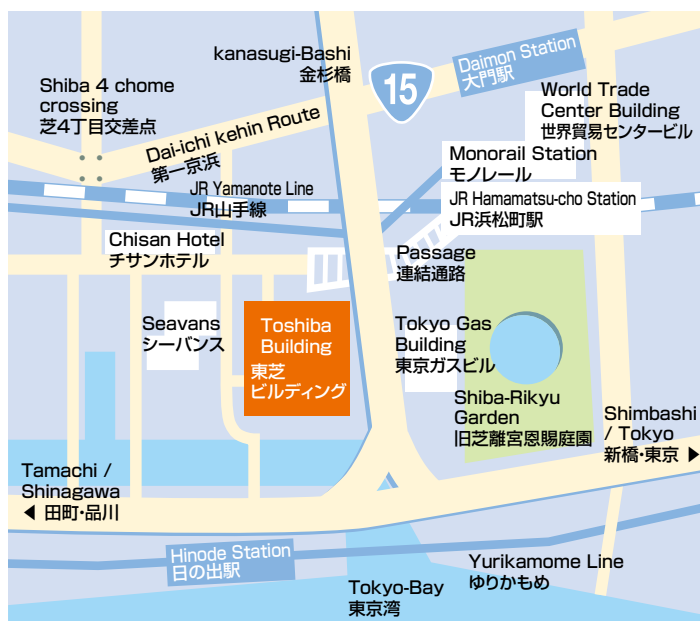 kanasugi-Bashi
金杉橋
15
Daimon Station
大門駅
Shiba 4 chome
crossing
芝4丁目交差点
World Trade
Center Building
世界貿易センタービル
Dai-ichi kehin Route
第一京浜
Monorail Station
モノレール
JR Yamanote Line
JR山手線
JR Hamamatsu-cho Station
JR浜松町駅
Chisan Hotel
チサンホテル
Passage
連結通路
Seavans
シーバンス
Toshiba
Building
東芝
ビルディング
Tokyo Gas
Building
東京ガスビル
Shiba-Rikyu
Garden
旧芝離宮恩賜庭園
Shimbashi
/ Tokyo
新橋・東京 ▶
Tamachi /
Shinagawa
◀ 田町・品川
Hinode Station
日の出駅
Yurikamome Line
ゆりかもめ
Tokyo-Bay
東京湾